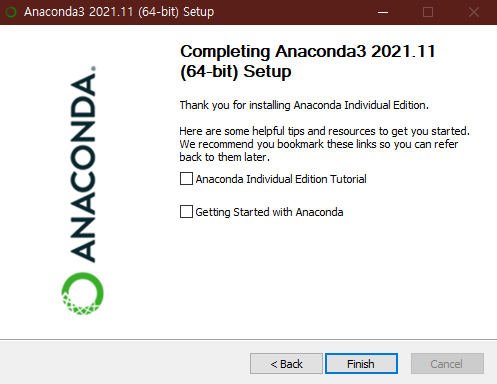 Anaconda3 2021.11 (64-bit) Setup
ANACONDA.
Completing Anaconda3 2021.11
(64-bit) Setup
Thank you for installing Anaconda Individual Edition.
Here are some helpful tips and resources to get you started.
We recommend you bookmark these links so you can refer
back to them later.
Anaconda Individual Edition Tutorial
Getting Started with Anaconda
< Back
Finish
Cancel